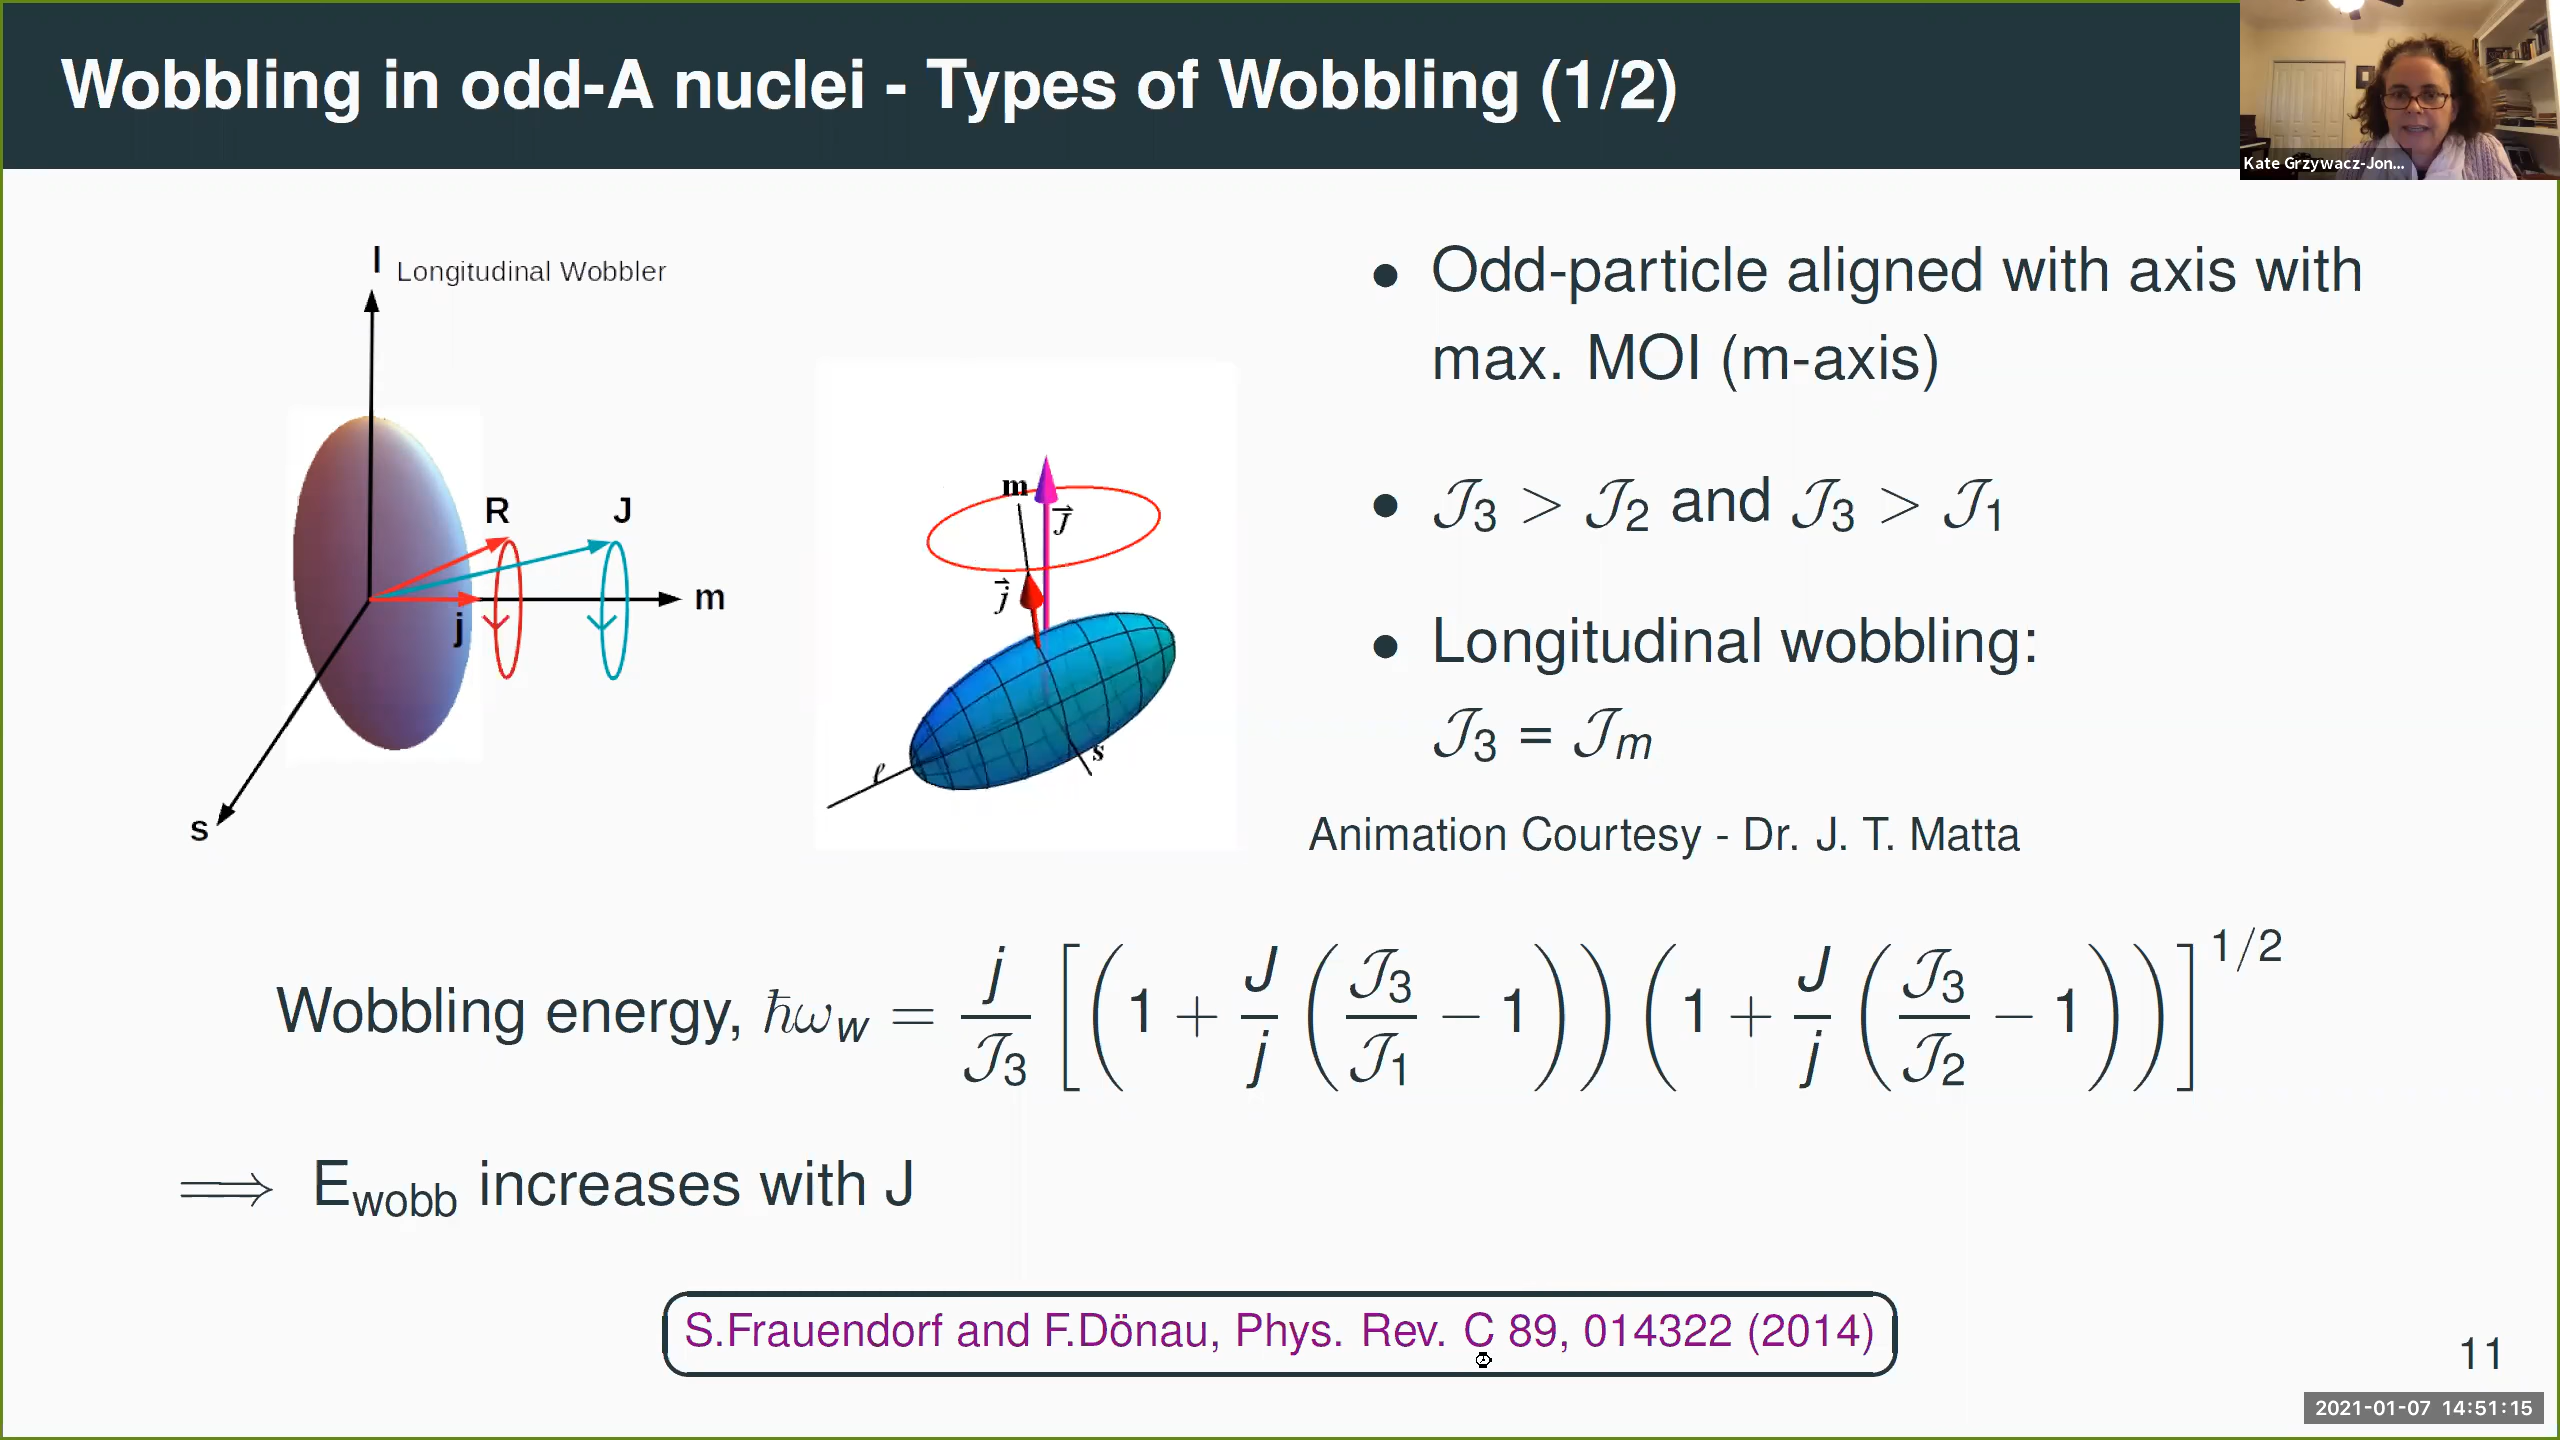 Wobbling in odd-A nuclei - Types of Wobbling (1/2)
Kate Grzywacz-Jon...
l Longitudinal Wobbler
R J
m
j
s
m
J⃗
j⃗
ℓ
s
• Odd-particle aligned with axis with
max. MOI (m-axis)
• 𝒥₃ > 𝒥₂ and 𝒥₃ > 𝒥₁
• Longitudinal wobbling:
𝒥₃ = 𝒥ₘ
Animation Courtesy - Dr. J. T. Matta
Wobbling energy, ħω_w = j/𝒥₃ [(1 + J/j (𝒥₃/𝒥₁ − 1)) (1 + J/j (𝒥₃/𝒥₂ − 1))]^1/2
⟹ E_wobb increases with J
S.Frauendorf and F.Dönau, Phys. Rev. C 89, 014322 (2014)
11
2021-01-07 14:51:15